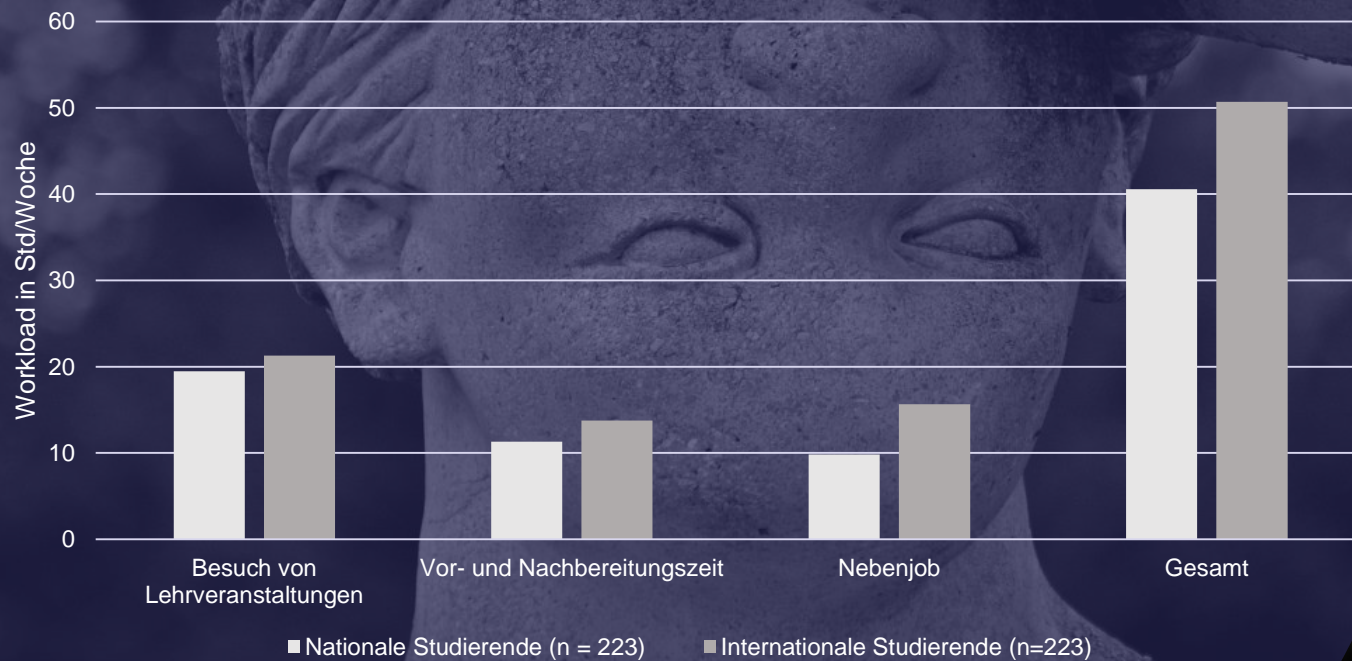 60
50
40
30
20
10
0
Workload in Std/Woche
Besuch von
Lehrveranstaltungen
Vor- und Nachbereitungszeit
Nebenjob
Gesamt
Nationale Studierende (n = 223)
Internationale Studierende (n=223)